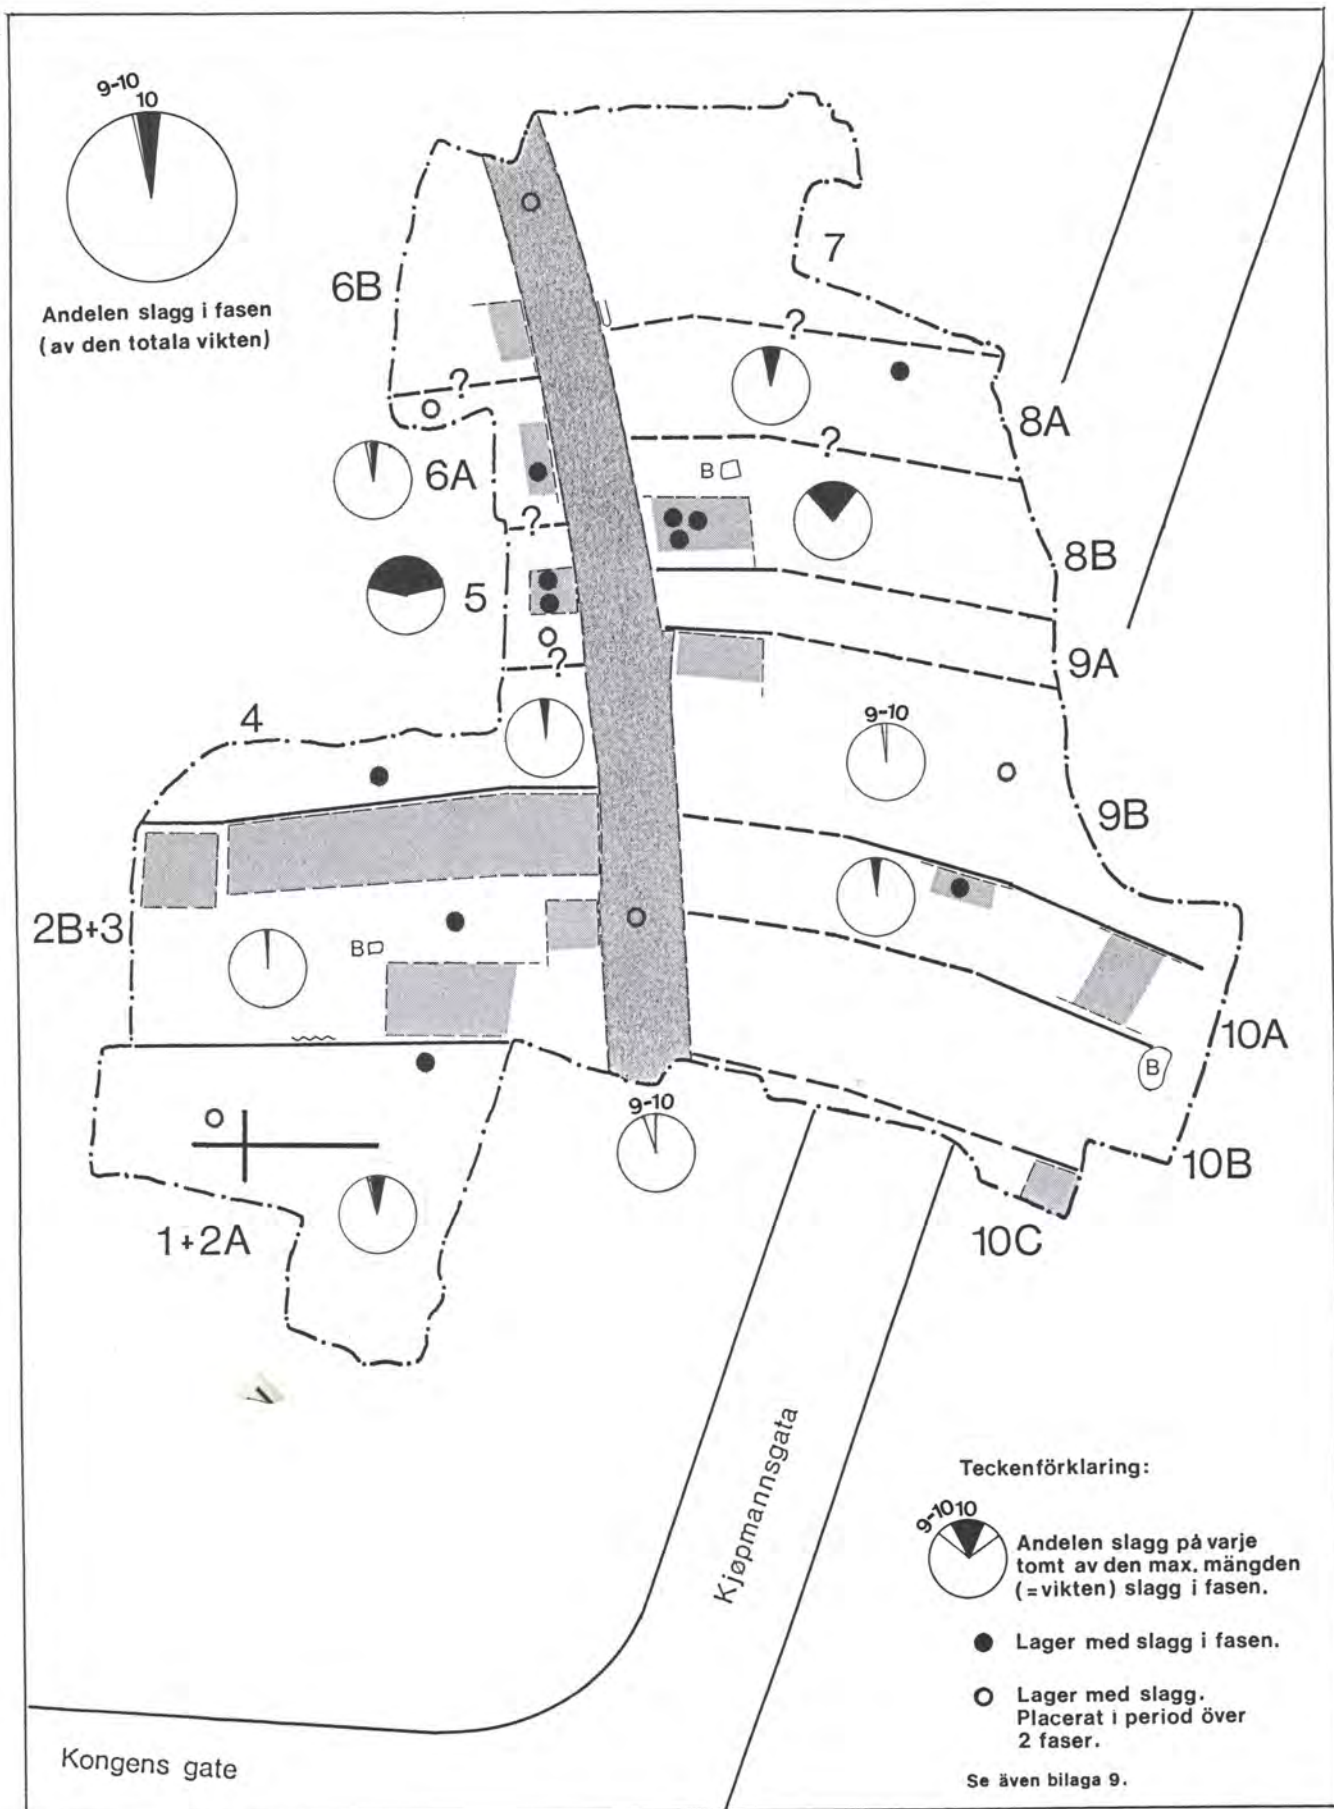 9-10
10
Andelen slagg i fasen
(av den totala vikten)
7
6B
?
?
8A
?
6A
B
8B
?
5
9A
?
4
9-10
9B
2B+3
B
10A
B
9-10
10B
1+2A
10C
Kjøpmannsgata
Teckenförklaring:
9-10 10
Andelen slagg på varje
tomt av den max. mängden
(=vikten) slagg i fasen.
Lager med slagg i fasen.
Lager med slagg.
Placerat i period över
2 faser.
Se även bilaga 9.
Kongens gate